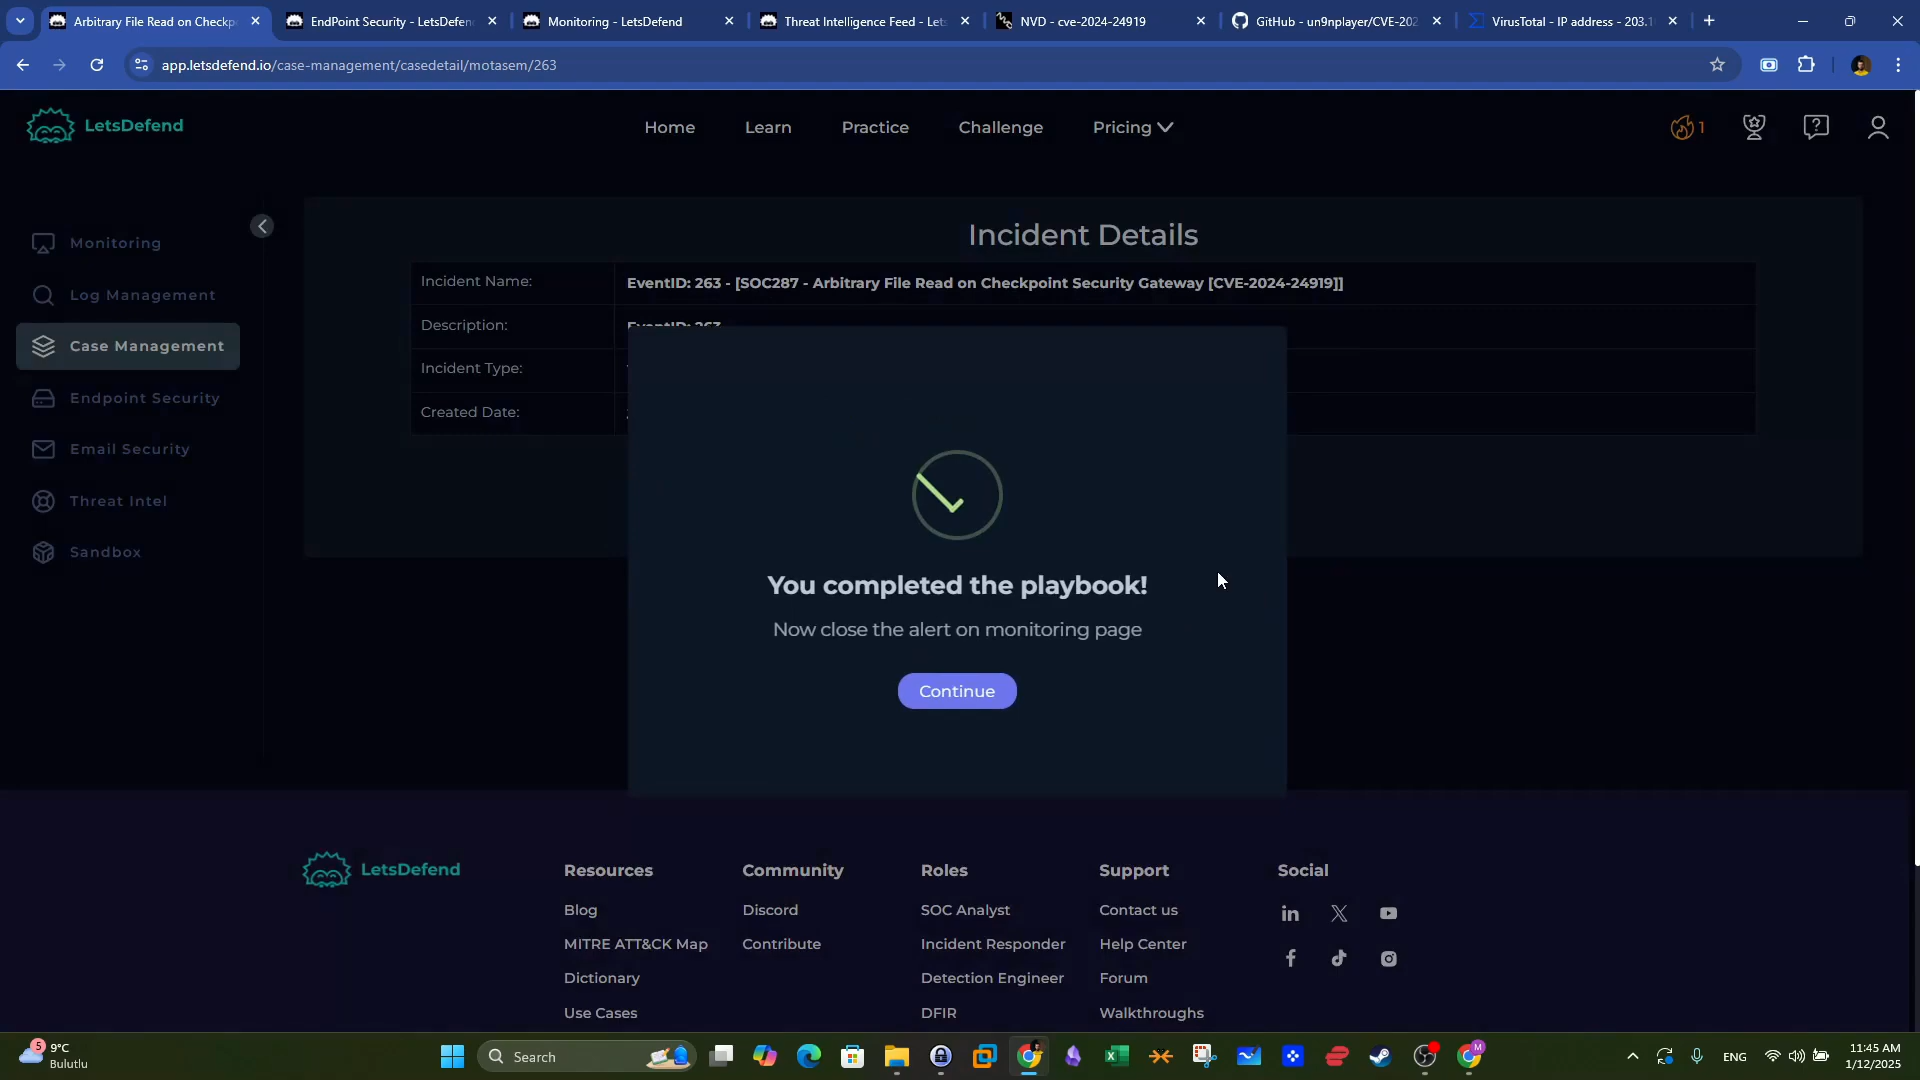 Arbitrary File Read on Checkp
EndPoint Security - LetsDefen
Monitoring - LetsDefend
Threat Intelligence Feed - Lets
NVD - cve-2024-24919
GitHub - un9nplayer/CVE-202
VirusTotal - IP address - 203.1
app.letsdefend.io/case-management/casedetail/motasem/263
LetsDefend
Home
Learn
Practice
Challenge
Pricing
1
Monitoring
Log Management
Case Management
Endpoint Security
Email Security
Threat Intel
Sandbox
Incident Details
Incident Name:
EventID: 263 - [SOC287 - Arbitrary File Read on Checkpoint Security Gateway [CVE-2024-24919]]
Description:
EventID: 263
Incident Type:
Created Date:
You completed the playbook!
Now close the alert on monitoring page
Continue
LetsDefend
Resources
Blog
MITRE ATT&CK Map
Dictionary
Use Cases
Community
Discord
Contribute
Roles
SOC Analyst
Incident Responder
Detection Engineer
DFIR
Support
Contact us
Help Center
Forum
Walkthroughs
Social
5
9°C
Bulutlu
Search
M
ENG
11:45 AM
1/12/2025